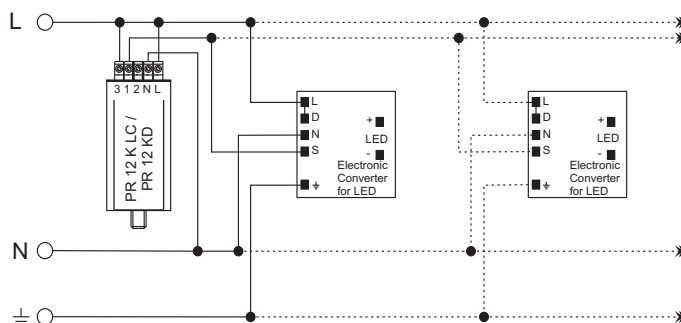 L
3 1 2 N L
PR 12 K LC /
PR 12 KD
L
D
N
S
+
LED
-
Electronic
Converter
for LED
L
D
N
S
+
LED
-
Electronic
Converter
for LED
N